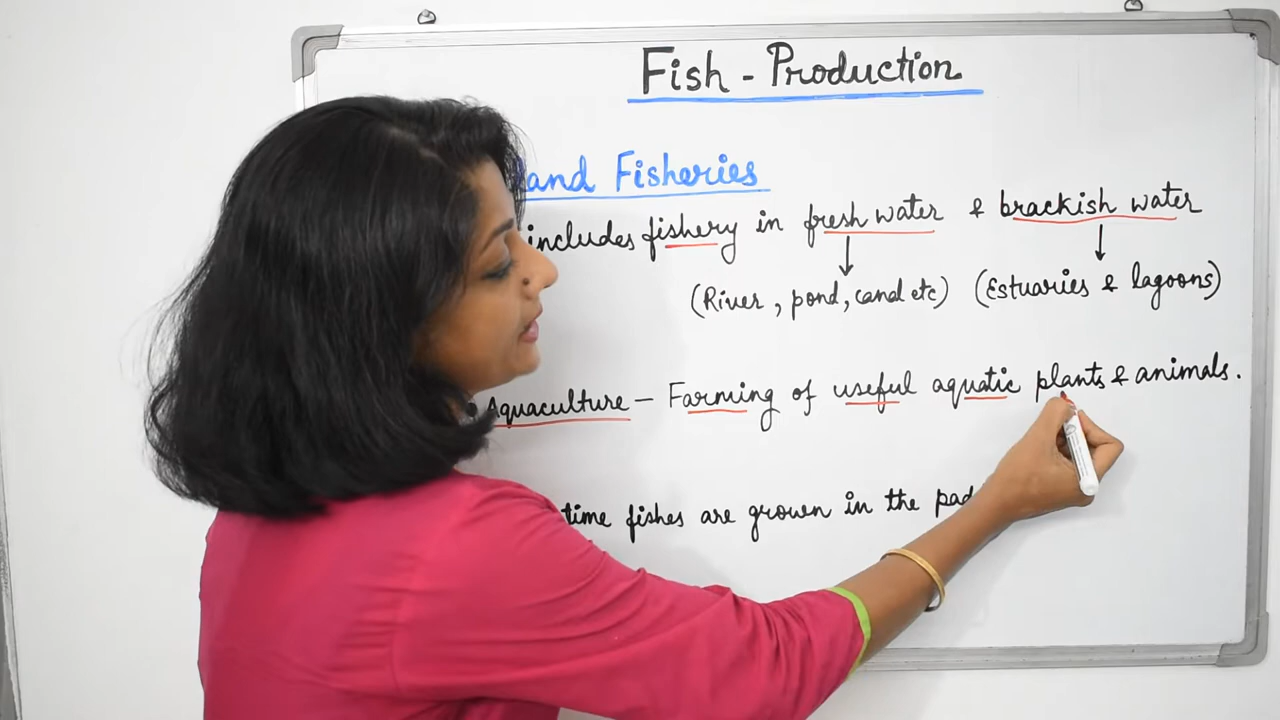 Fish - Production
land Fisheries
includes fishery in fresh water & brackish water
(River, pond, canal etc) (Estuaries & lagoons)
• Aquaculture - Farming of useful aquatic plants & animals.
time fishes are grown in the pad